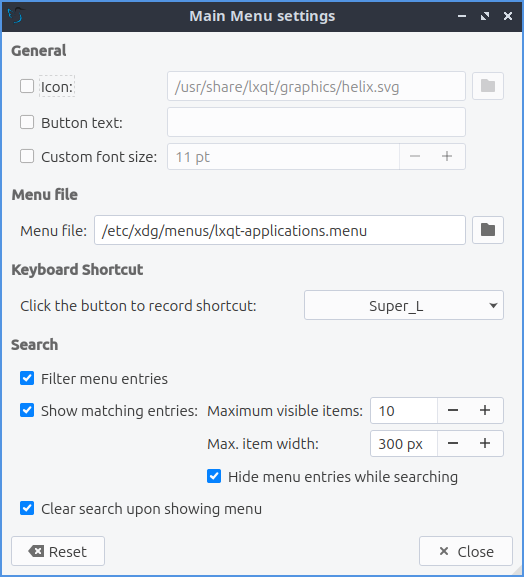 Main Menu settings
General
Icon: /usr/share/lxqt/graphics/helix.svg
Button text:
Custom font size: 11 pt
Menu file
Menu file: /etc/xdg/menus/lxqt-applications.menu
Keyboard Shortcut
Click the button to record shortcut: Super_L
Search
Filter menu entries
Show matching entries: Maximum visible items: 10
Max. item width: 300 px
Hide menu entries while searching
Clear search upon showing menu
Reset Close